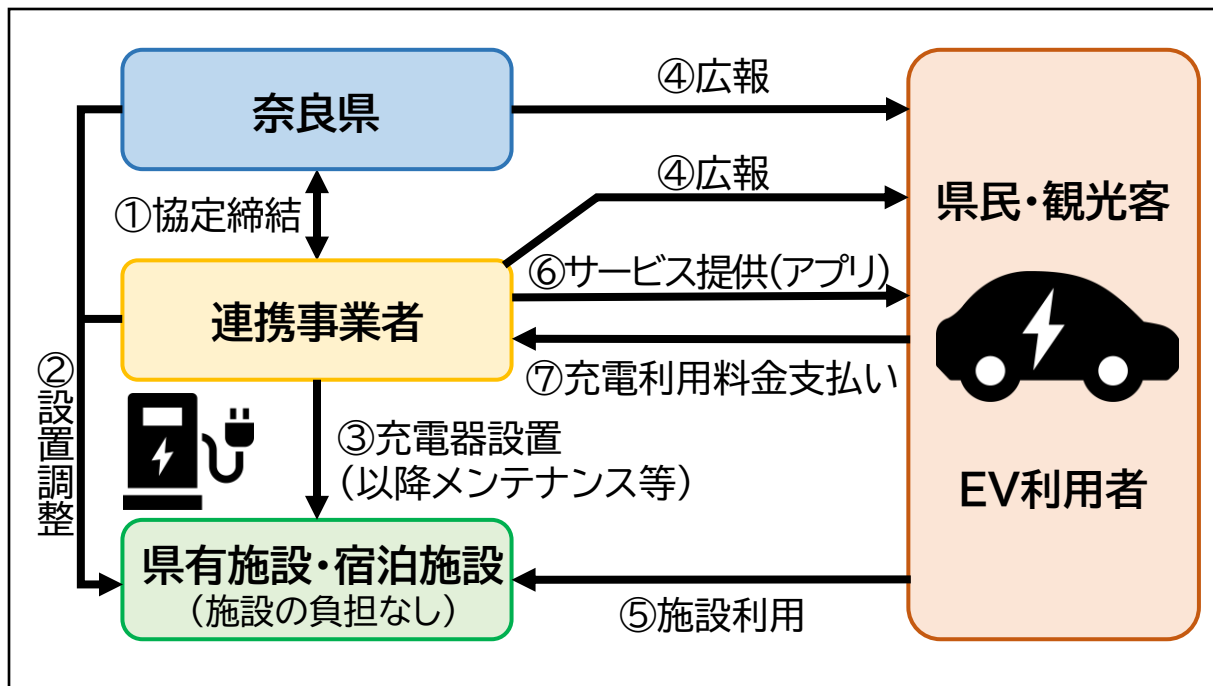 奈良県
④広報
④広報
①協定締結
県民・観光客
⑥サービス提供(アプリ)
連携事業者
⑦充電利用料金支払い
②設置調整
③充電器設置
(以降メンテナンス等)
EV利用者
県有施設・宿泊施設
(施設の負担なし)
⑤施設利用